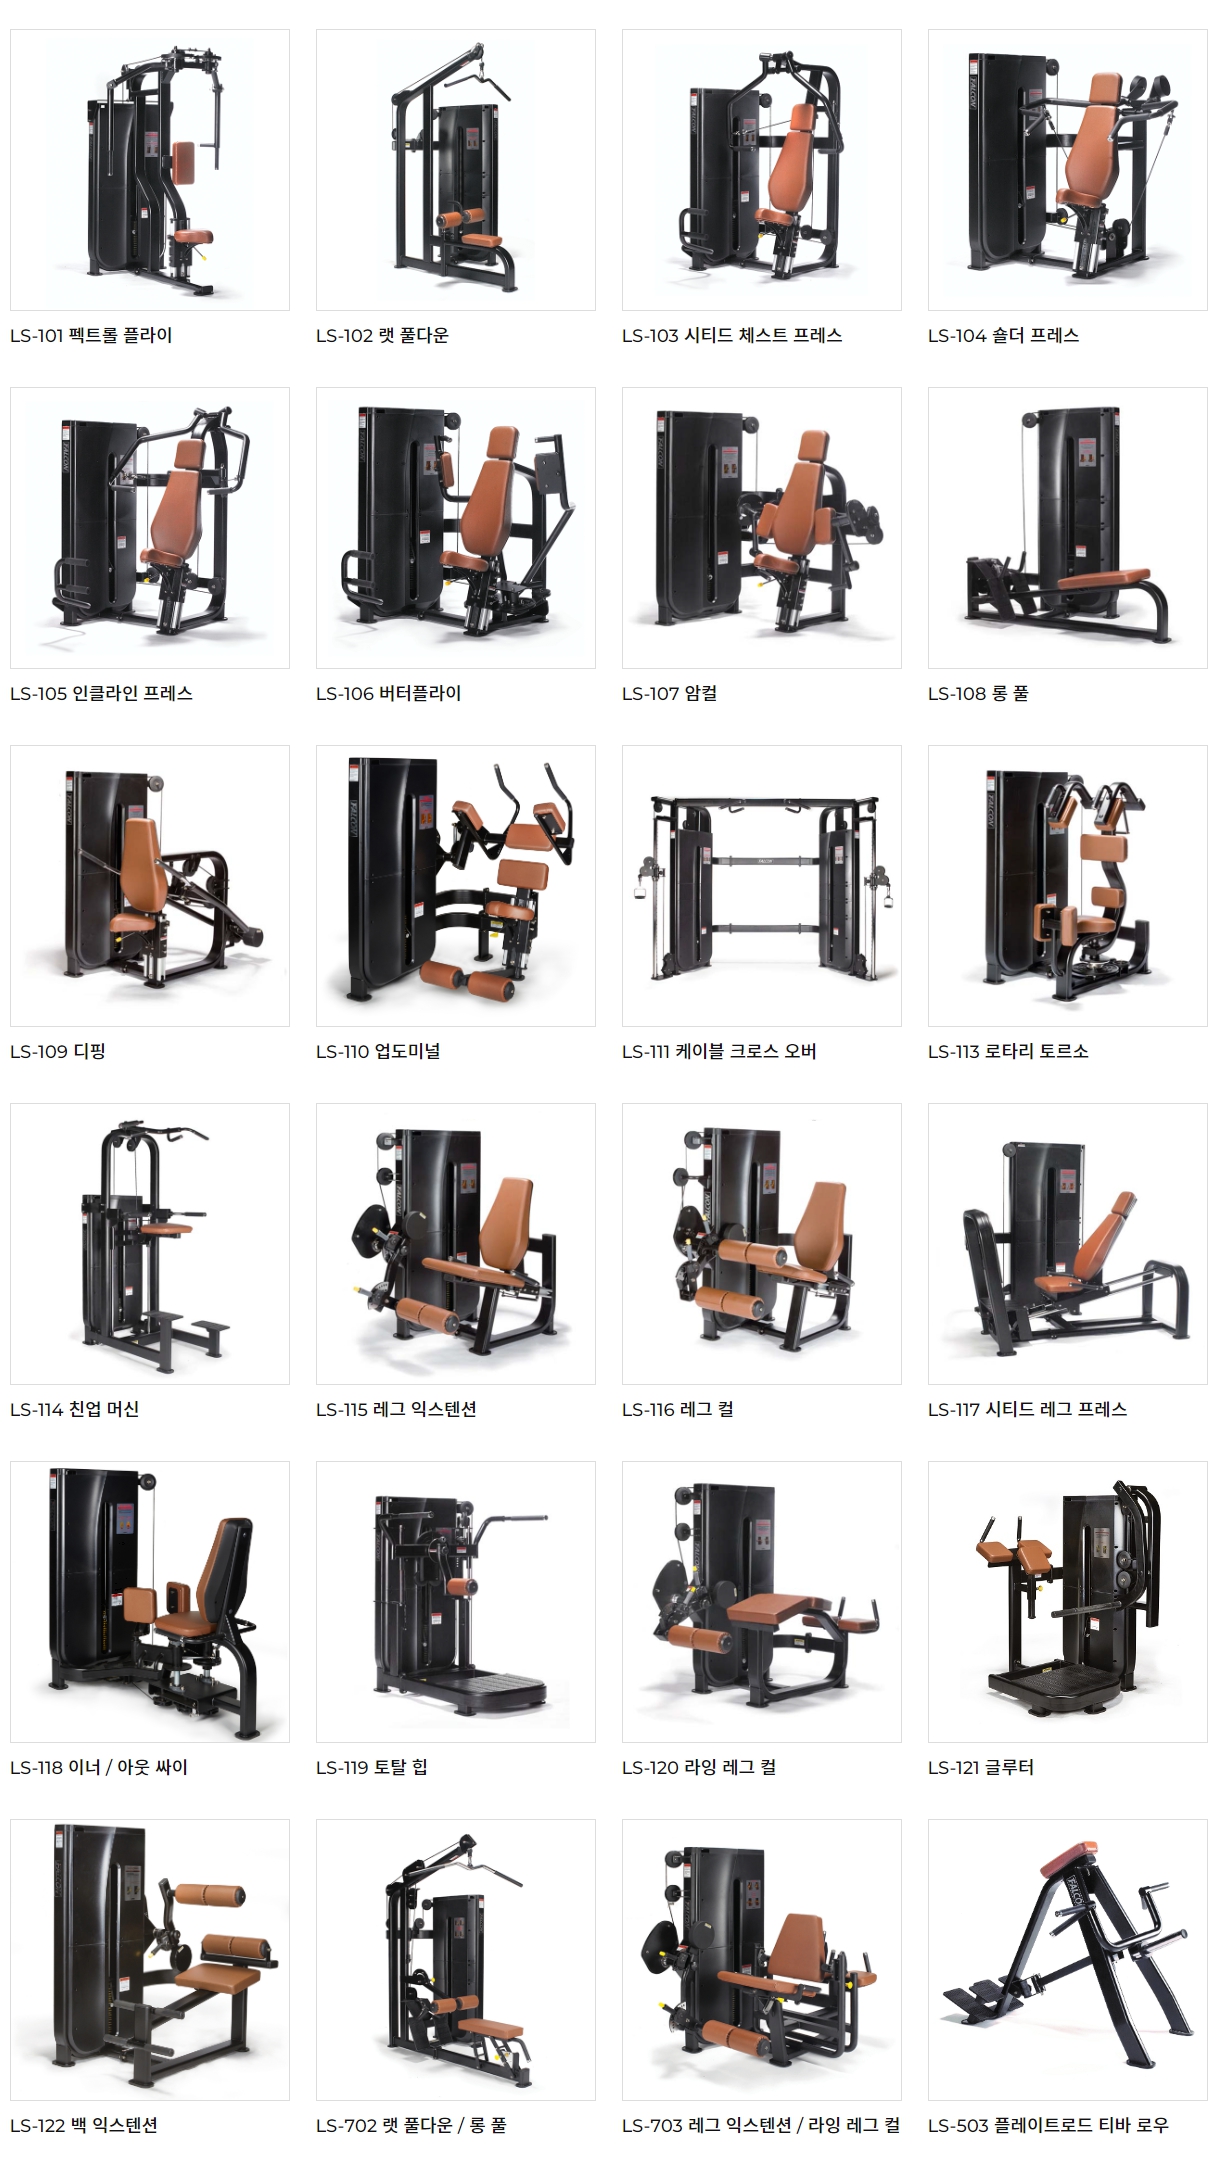 LS-101 펙트롤 플라이
LS-102 랫 풀다운
LS-103 시티드 체스트 프레스
LS-104 숄더 프레스
LS-105 인클라인 프레스
LS-106 버터플라이
LS-107 암컬
LS-108 롱 풀
LS-109 디핑
LS-110 업도미널
LS-111 케이블 크로스 오버
LS-113 로타리 토르소
LS-114 친업 머신
LS-115 레그 익스텐션
LS-116 레그 컬
LS-117 시티드 레그 프레스
LS-118 이너 / 아웃 싸이
LS-119 토탈 힙
LS-120 라잉 레그 컬
LS-121 글루터
LS-122 백 익스텐션
LS-702 랫 풀다운 / 롱 풀
LS-703 레그 익스텐션 / 라잉 레그 컬
LS-503 플레이트로드 티바 로우